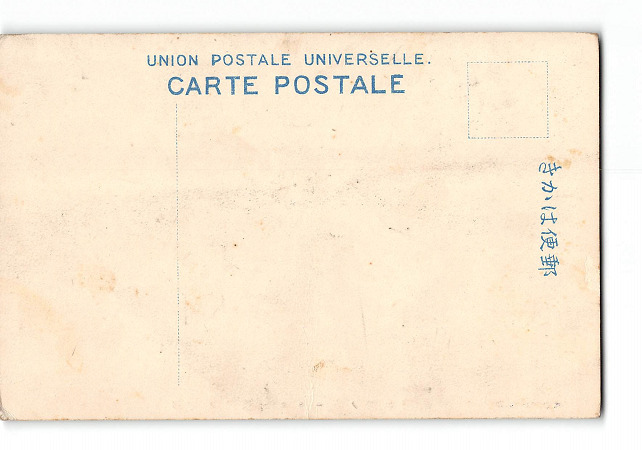 UNION POSTALE UNIVERSELLE.
CARTE POSTALE
きかは便郵